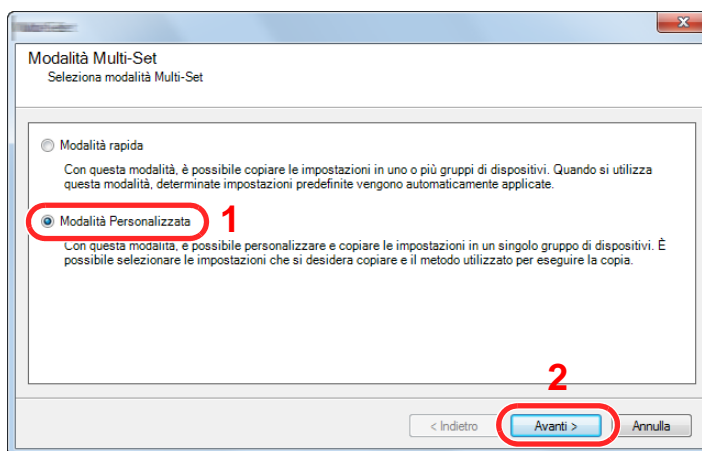 Modalità Multi-Set
Seleziona modalità Multi-Set
Modalità rapida
Con questa modalità, è possibile copiare le impostazioni in uno o più gruppi di dispositivi. Quando si utilizza
questa modalità, determinate impostazioni predefinite vengono automaticamente applicate.
Modalità Personalizzata 1
Con questa modalità, è possibile personalizzare e copiare le impostazioni in un singolo gruppo di dispositivi. È
possibile selezionare le impostazioni che si desidera copiare e il metodo utilizzato per eseguire la copia.
2
< Indietro Avanti > Annulla